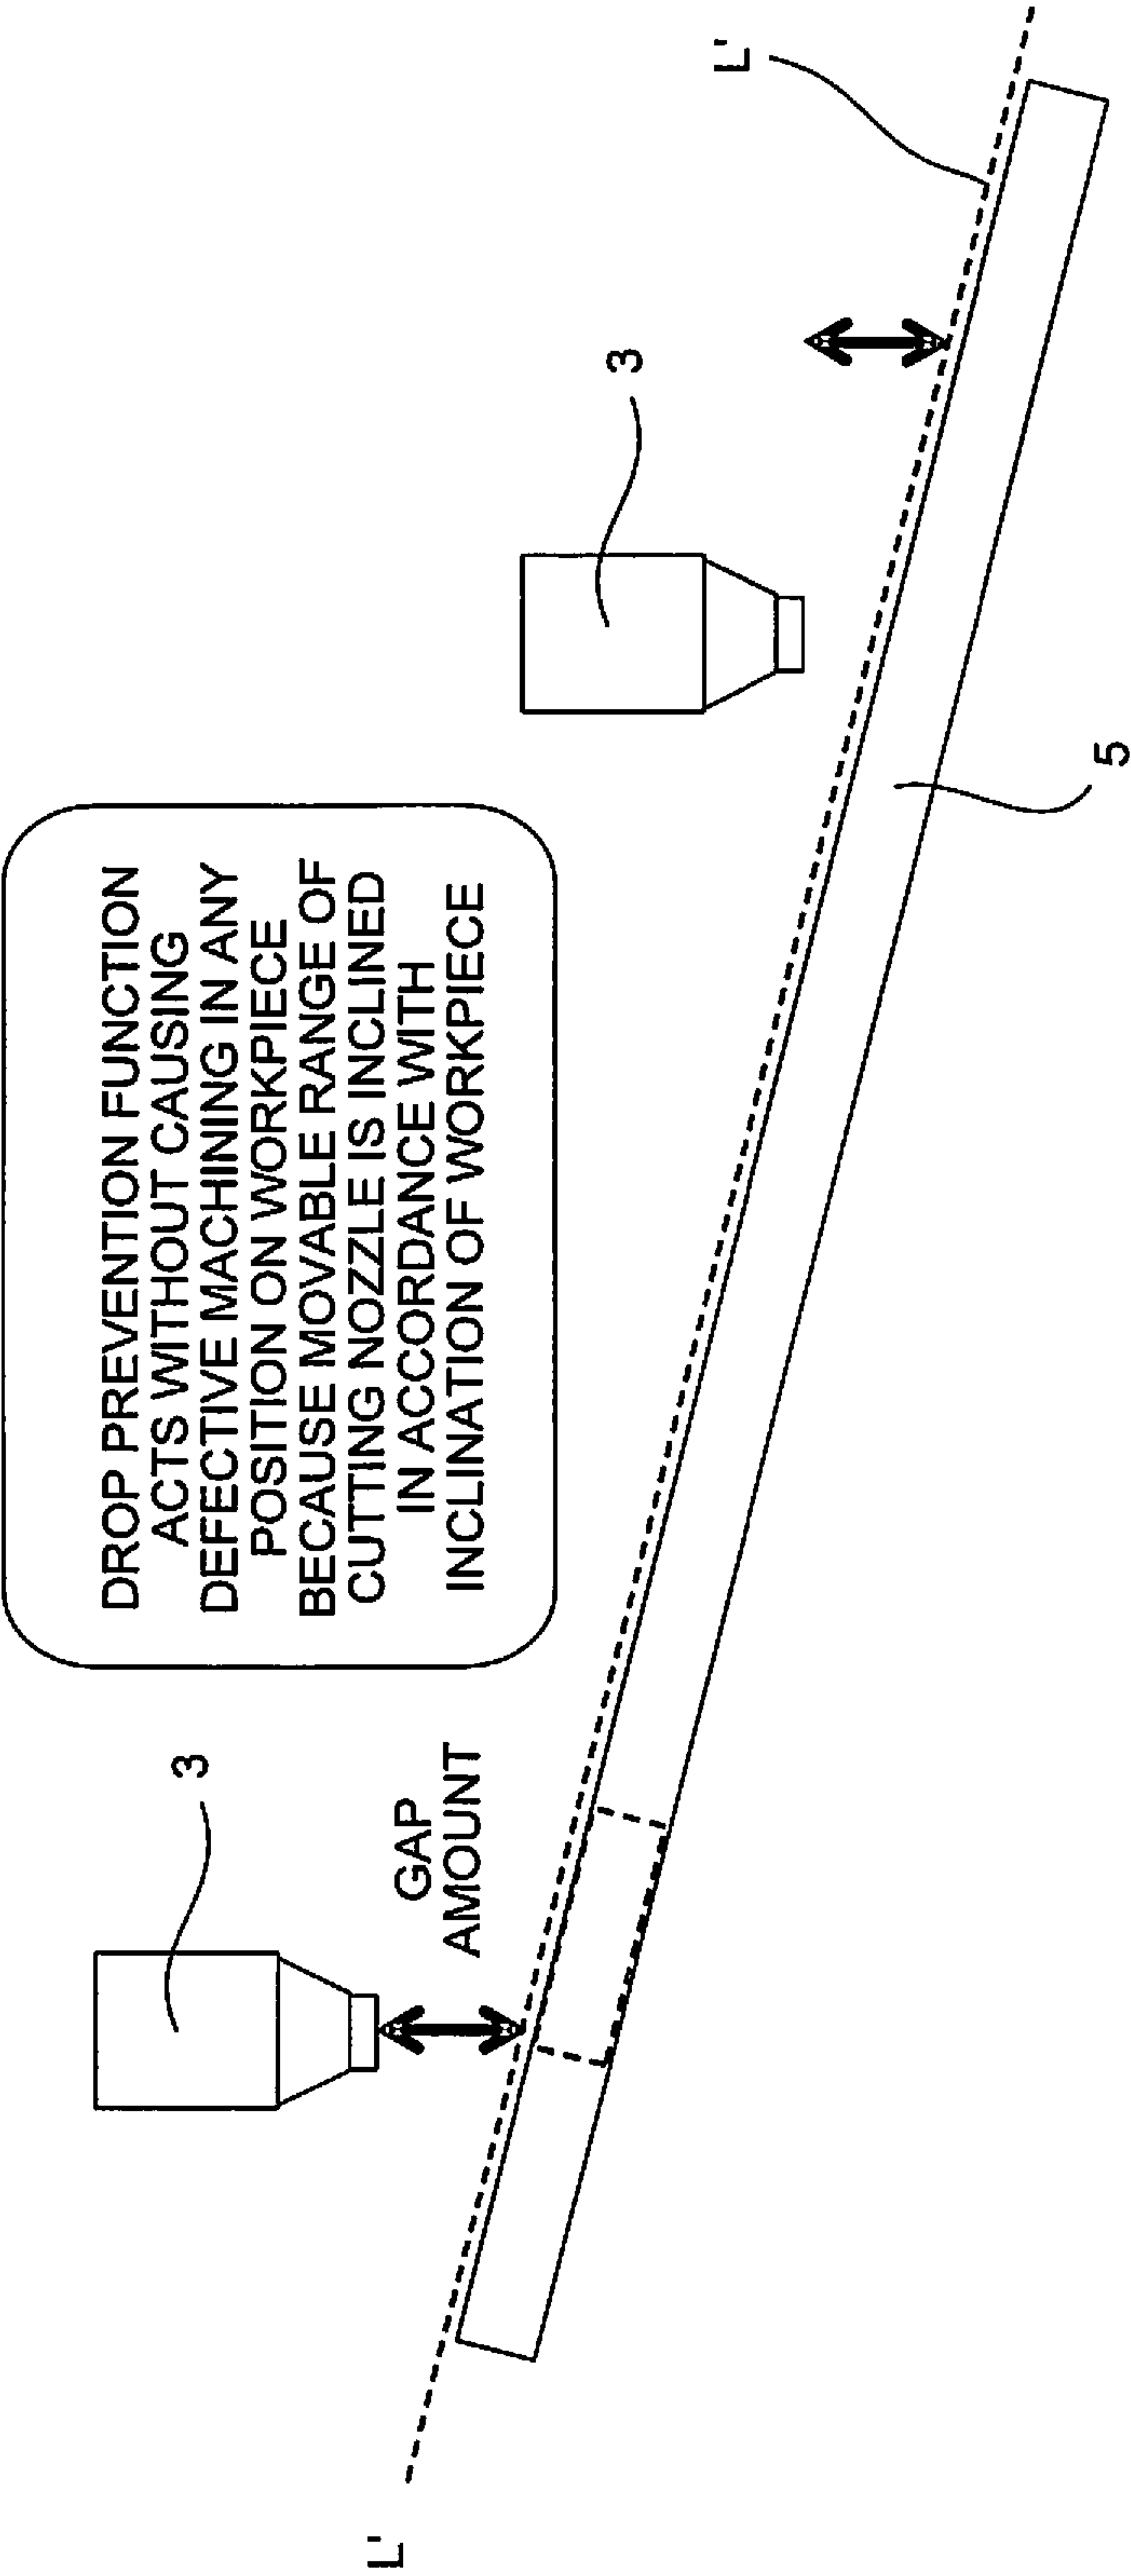 DROP PREVENTION FUNCTION
ACTS WITHOUT CAUSING
DEFECTIVE MACHINING IN ANY
POSITION ON WORKPIECE
BECAUSE MOVABLE RANGE OF
CUTTING NOZZLE IS INCLINED
IN ACCORDANCE WITH
INCLINATION OF WORKPIECE
3
GAP
AMOUNT
3
L'
L'
5